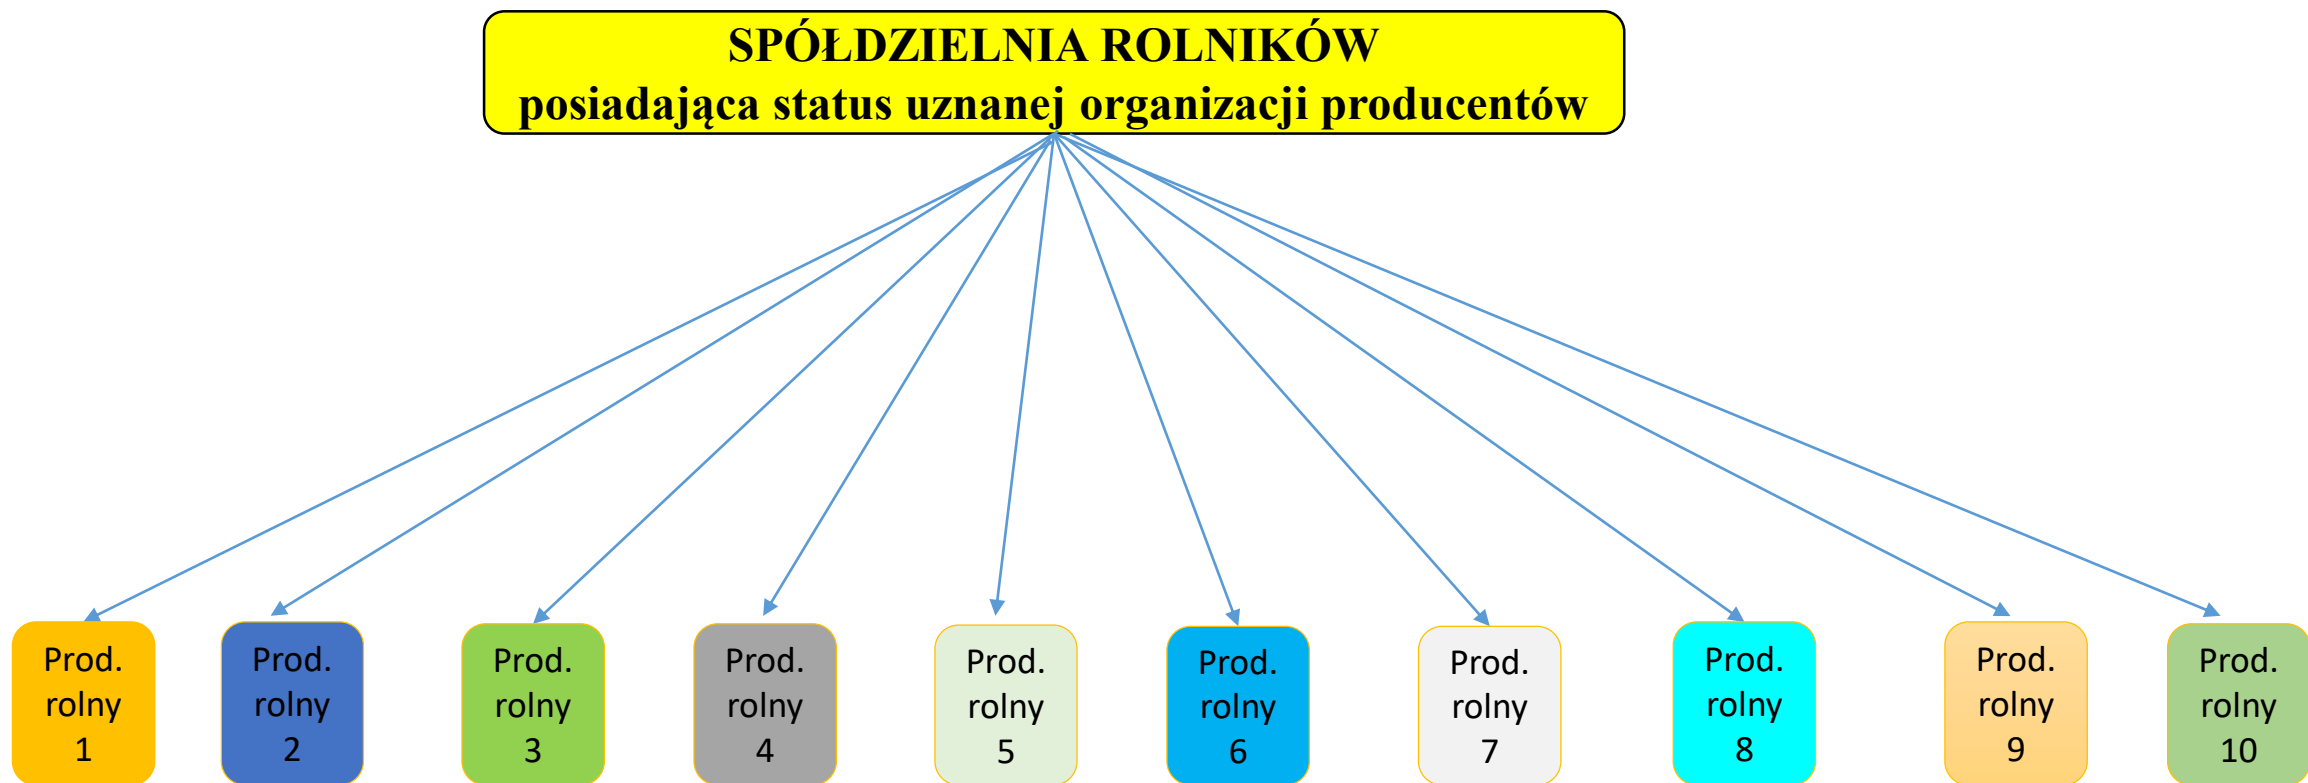 SPÓŁDZIELNIA ROLNIKÓW
posiadająca status uznanej organizacji producentów
Prod.
rolny
1
Prod.
rolny
2
Prod.
rolny
3
Prod.
rolny
4
Prod.
rolny
5
Prod.
rolny
6
Prod.
rolny
7
Prod.
rolny
8
Prod.
rolny
9
Prod.
rolny
10